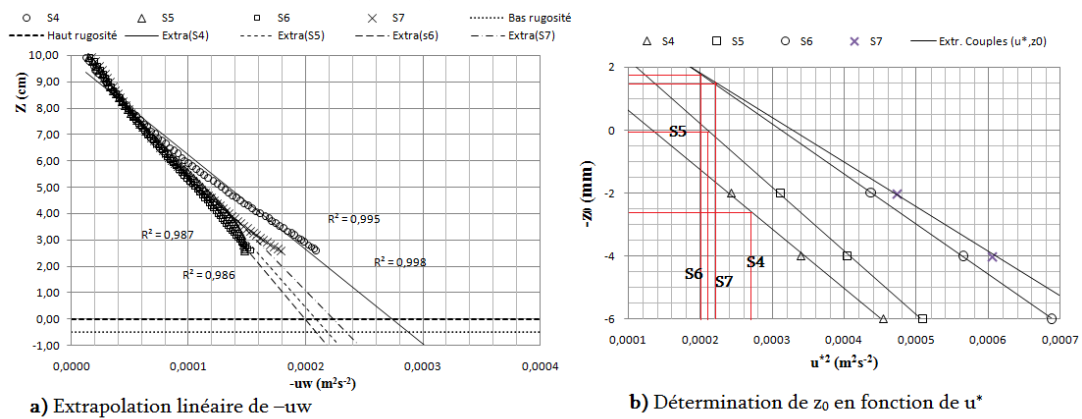 S4 S5 S6 S7 Bas rugosité
Haut rugosité Extra(S4) Extra(S5) Extra(s6) Extra(S7)
Z (cm)
10,00
9,00
8,00
7,00
6,00
5,00
4,00
3,00
2,00
1,00
0,00
-1,00
R² = 0,995
R² = 0,987
R² = 0,998
R² = 0,986
0,0000 0,0001 0,0002 0,0003 0,0004
-uw (m²s-²)
a) Extrapolation linéaire de –uw
S4 S5 S6 S7 Extr. Couples (u*,z0)
-z0 (mm)
2
0
-2
-4
-6
S5
S6
S7
S4
0,0001 0,0002 0,0003 0,0004 0,0005 0,0006 0,0007
u*² (m²s-²)
b) Détermination de z₀ en fonction de u*